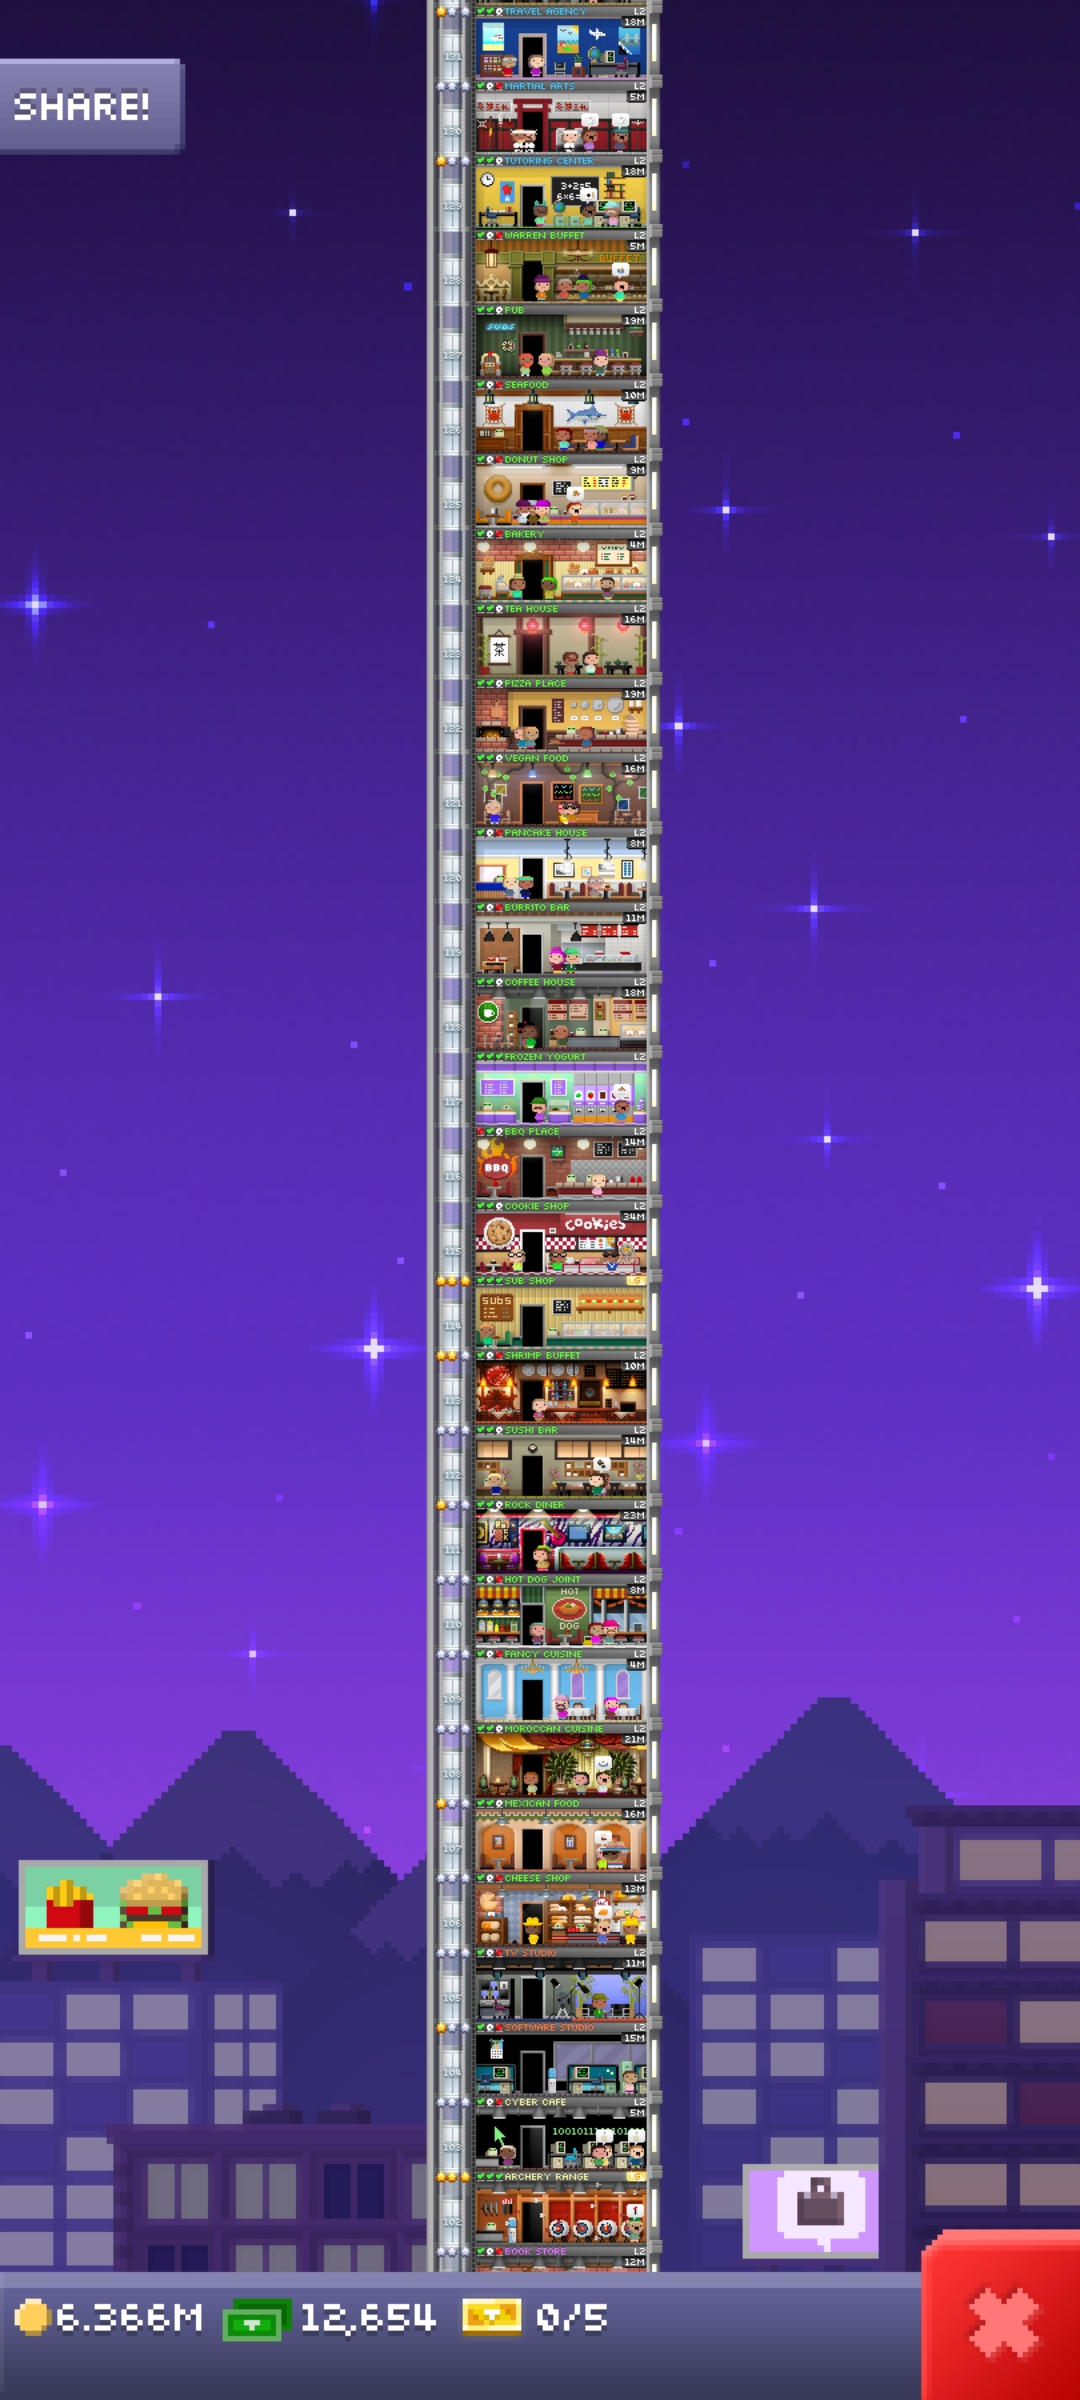 TRAVEL AGENCY
18M
131
SHARE!
MARTIAL ARTS L2
5M
130
TUTORING CENTER L2
18M
3+2=5
6×6=
A
129
WARREN BUFFET L2
5M
BUFFET
128
PUB L2
19M
SUDS
127
SEAFOOD L2
10M
126
DONUT SHOP L2
9M
125
BAKERY L2
4M
124
TEA HOUSE L2
16M
茶
123
PIZZA PLACE L2
19M
122
VEGAN FOOD L2
16M
121
PANCAKE HOUSE L2
8M
120
BURRITO BAR L2
11M
119
COFFEE HOUSE L2
18M
118
FROZEN YOGURT L2
117
BBQ PLACE L2
14M
BBQ
116
COOKIE SHOP L2
34M
COOKIES
115
SUB SHOP G
SUBS
114
SHRIMP BUFFET L2
10M
113
SUSHI BAR L2
14M
112
ROCK DINER L2
23M
111
HOT DOG JOINT L2
8M
HOT
DOG
110
FANCY CUISINE L2
4M
109
MOROCCAN CUISINE L2
21M
108
MEXICAN FOOD L2
16M
107
CHEESE SHOP L2
13M
106
TV STUDIO L2
11M
105
SOFTWARE STUDIO L2
15M
104
CYBER CAFE L2
5M
103
ARCHERY RANGE G
102
BOOK STORE L2
12M
6.366M 12,654 0/5